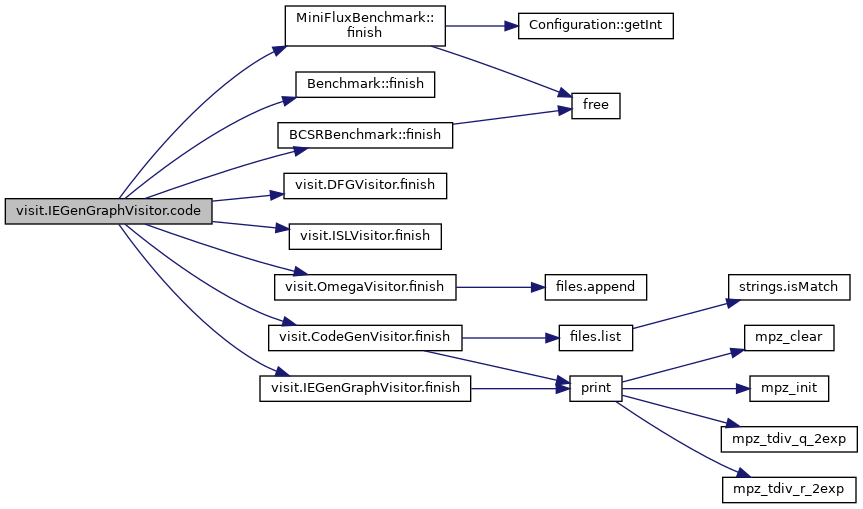 MiniFluxBenchmark::
finish
Configuration::getInt
Benchmark::finish
free
BCSRBenchmark::finish
visit.DFGVisitor.finish
visit.IEGenGraphVisitor.code
visit.ISLVisitor.finish
visit.OmegaVisitor.finish
files.append
strings.isMatch
visit.CodeGenVisitor.finish
files.list
mpz_clear
visit.IEGenGraphVisitor.finish
print
mpz_init
mpz_tdiv_q_2exp
mpz_tdiv_r_2exp